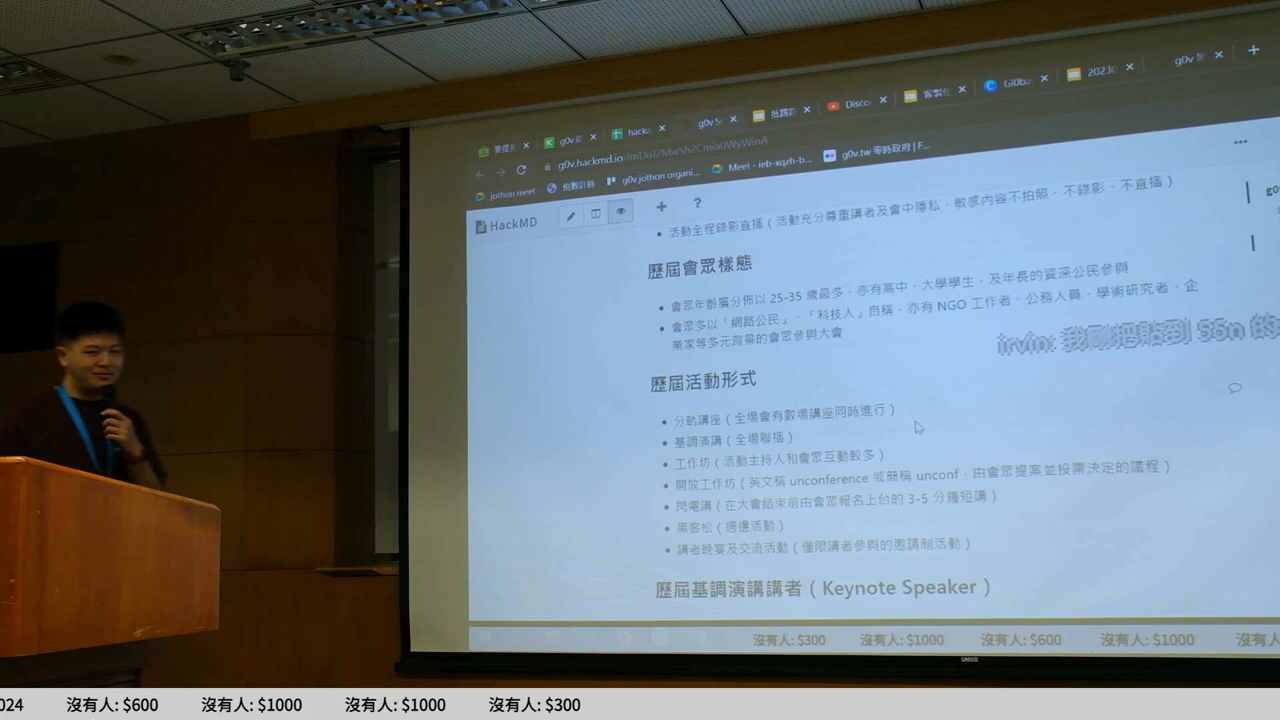 hacka
g0v S
Disco
Globa
2023
g0v
g0v.hackmd.io/
jothon meet
g0v jothon organi...
Meet - ieb-xqzh-b...
g0v.tw 零時政府 | F...
HackMD
活動全程錄影直播（活動充分尊重講者及會中隱私，敏感內容不拍照、不錄影、不直播）
歷屆會眾樣態
會眾年齡層分佈以 25-35 歲最多，亦有高中、大學學生，及年長的資深公民參與
會眾多以「網路公民」、「科技人」自稱，亦有 NGO 工作者、公務人員、學術研究者、企
業家等多元背景的會眾參與大會
irvin: 我剛把貼到 55n 的
歷屆活動形式
分軌講座（全場會有數場講座同時進行）
基調演講（全場聯播）
工作坊（活動主持人和會眾互動較多）
開放工作坊（英文稱 unconference 或簡稱 unconf，由會眾提案並投票決定的議程）
閃電講（在大會結束前由會眾報名上台的 3-5 分鐘短講）
黑客松（週邊活動）
講者晚宴及交流活動（僅限講者參與的邀請制活動）
歷屆基調演講講者（Keynote Speaker）
沒有人: $300 沒有人: $1000 沒有人: $600 沒有人: $1000 沒有人
024 沒有人: $600 沒有人: $1000 沒有人: $1000 沒有人: $300